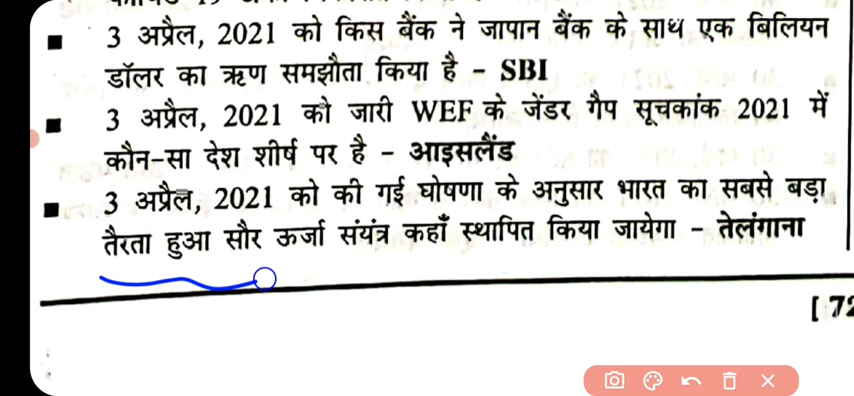 ■ 3 अप्रैल, 2021 को किस बैंक ने जापान बैंक के साथ एक बिलियन
डॉलर का ऋण समझौता किया है – SBI
■ 3 अप्रैल, 2021 को जारी WEF के जेंडर गैप सूचकांक 2021 में
कौन-सा देश शीर्ष पर है – आइसलैंड
■ 3 अप्रैल, 2021 को की गई घोषणा के अनुसार भारत का सबसे बड़ा
तैरता हुआ सौर ऊर्जा संयंत्र कहाँ स्थापित किया जायेगा – तेलंगाना
[ 72